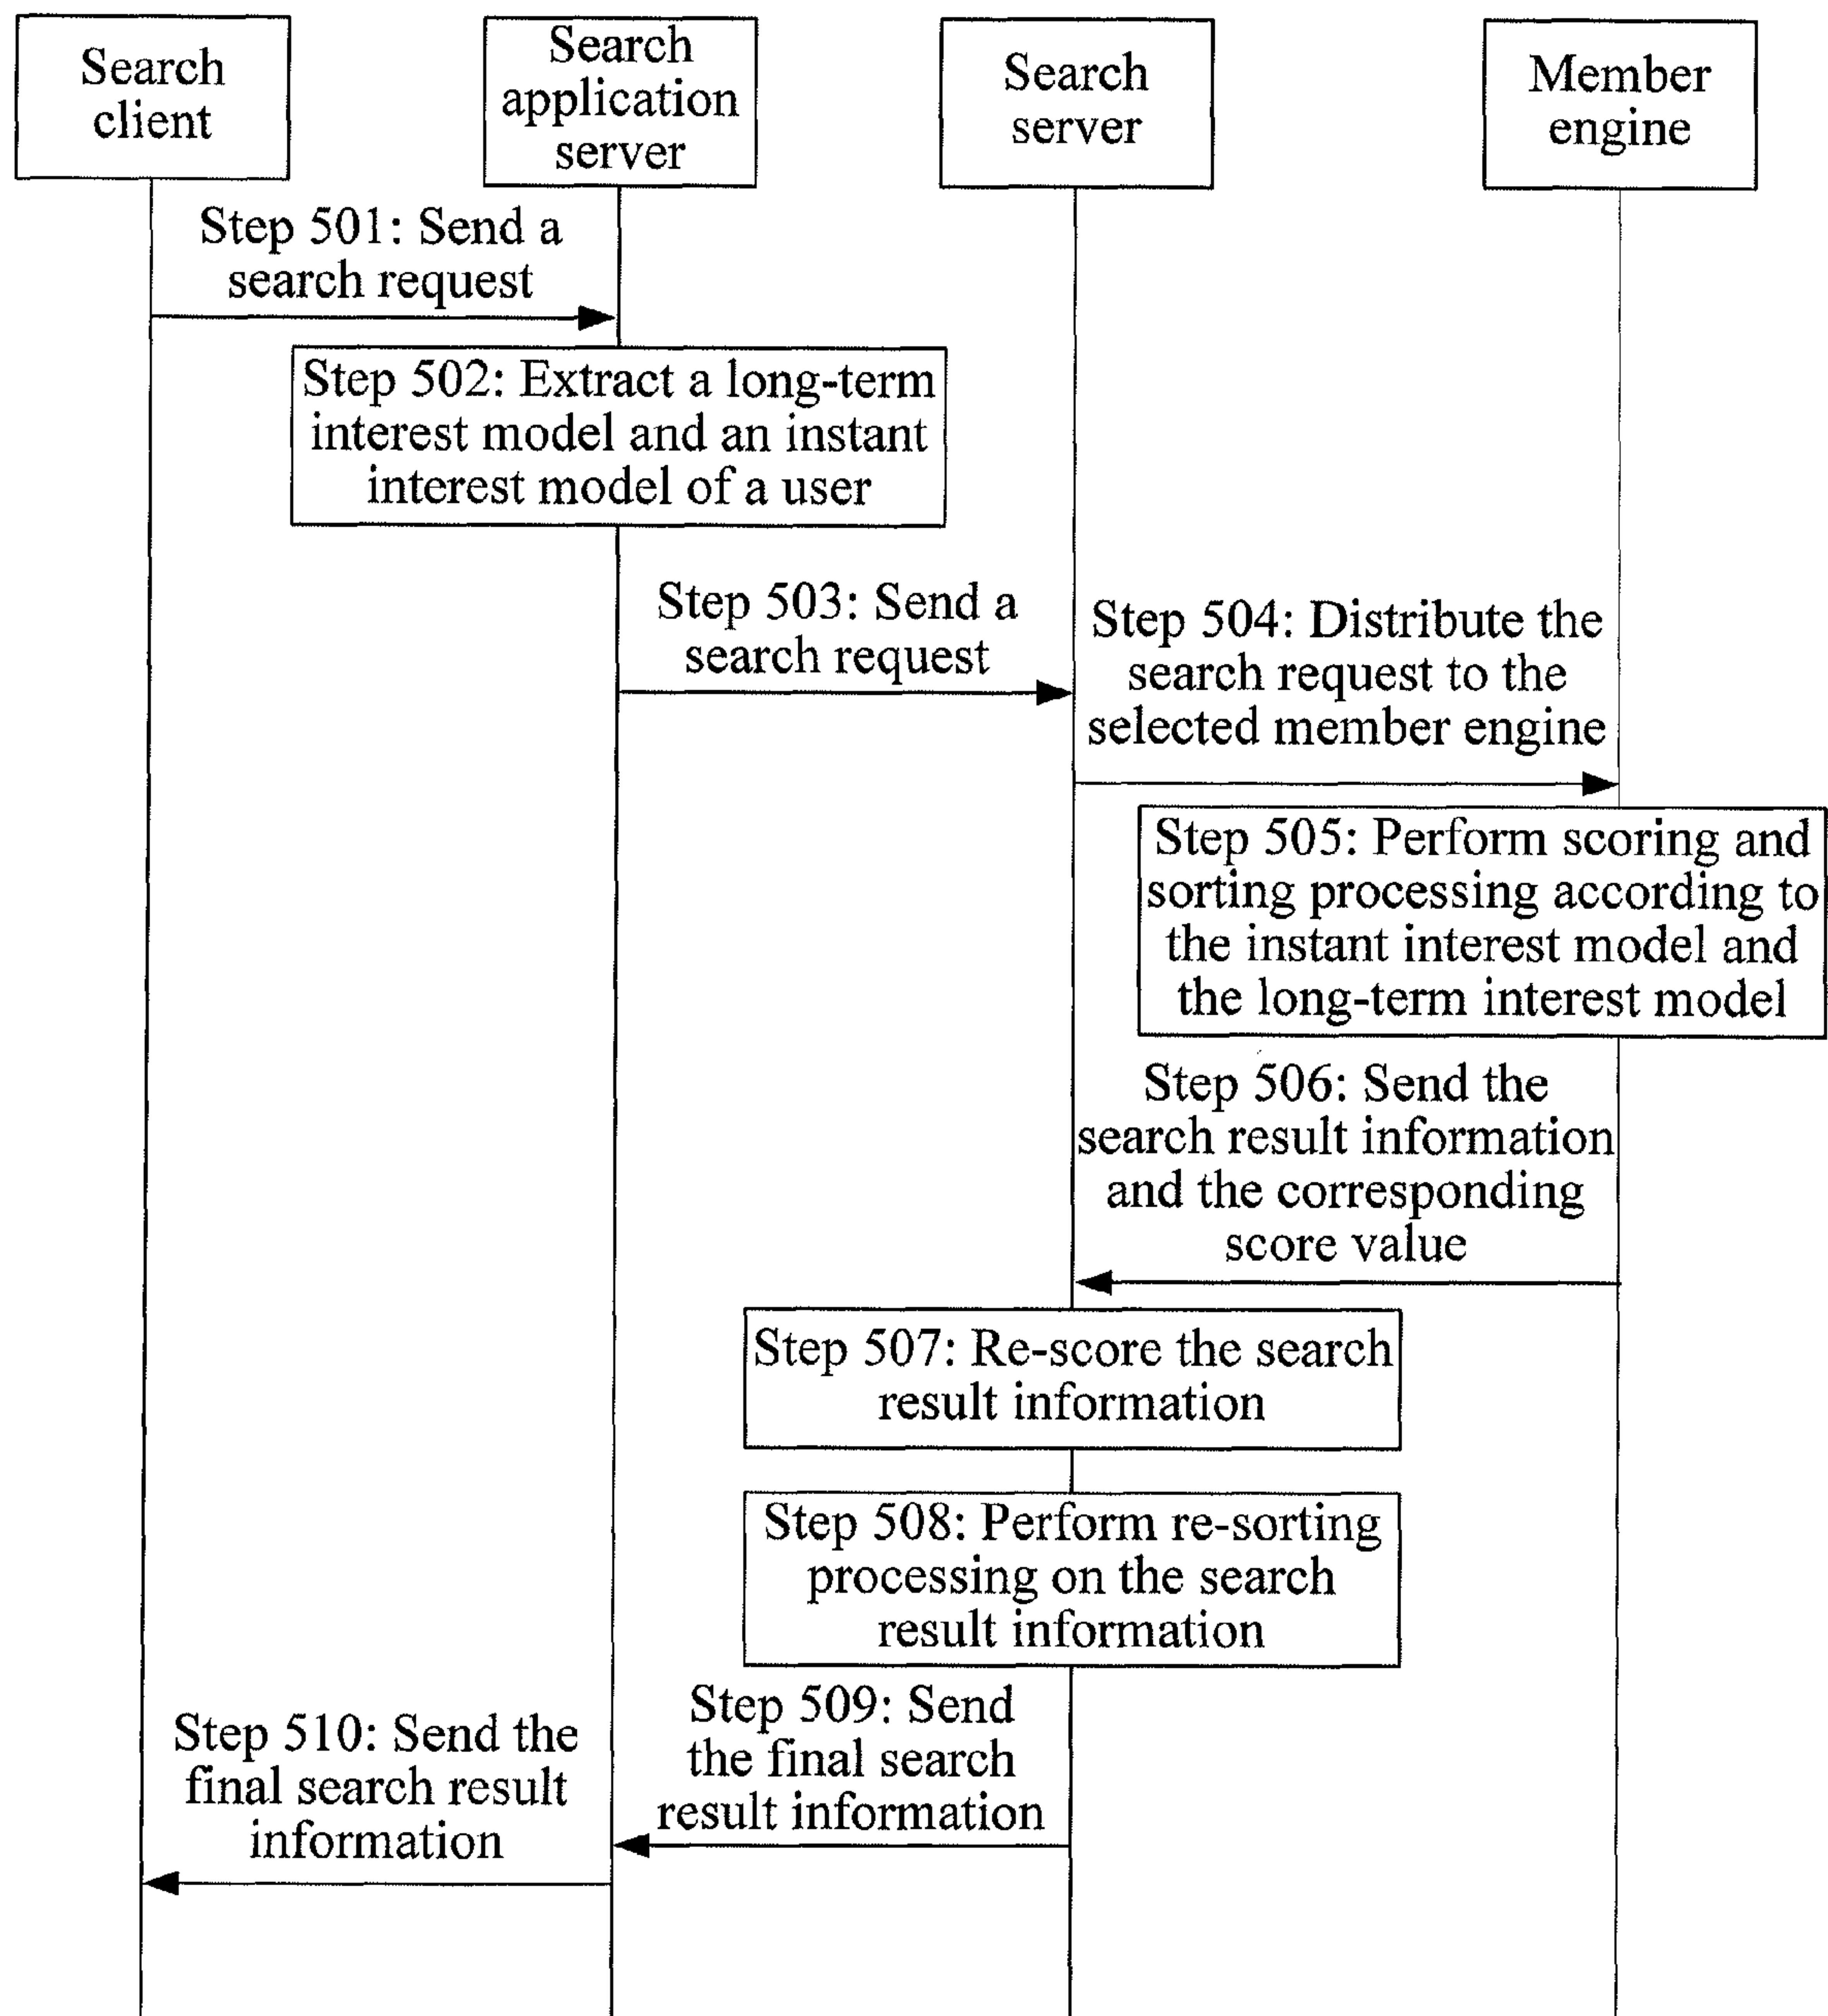 Search
client
Search
application
server
Search
server
Member
engine
Step 501: Send a
search request
Step 502: Extract a long-term
interest model and an instant
interest model of a user
Step 503: Send a
search request
Step 504: Distribute the
search request to the
selected member engine
Step 505: Perform scoring and
sorting processing according to
the instant interest model and
the long-term interest model
Step 506: Send the
search result information
and the corresponding
score value
Step 507: Re-score the search
result information
Step 508: Perform re-sorting
processing on the search
result information
Step 509: Send
the final search
result information
Step 510: Send the
final search result
information